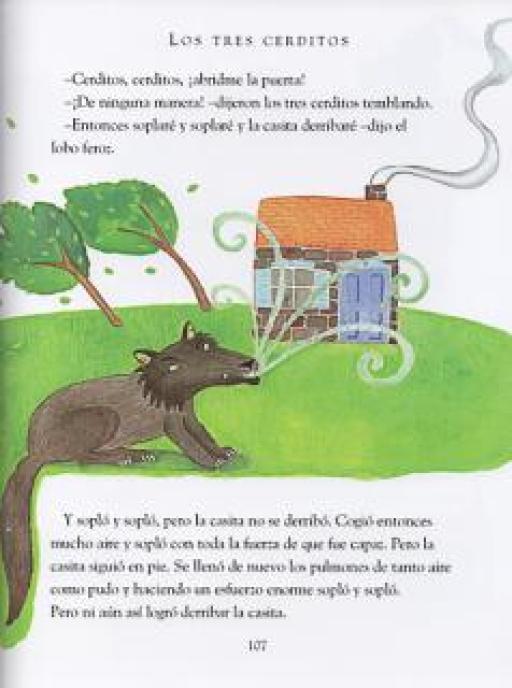 LOS TRES CERDITOS
–Cerditos, cerditos, ¡abridme la puerta!
–¡De ninguna manera! –dijeron los tres cerditos temblando.
–Entonces soplaré y soplaré y la casita derribaré –dijo el
lobo feroz.
Y sopló y sopló, pero la casita no se derribó. Cogió entonces
mucho aire y sopló con toda la fuerza de que fue capaz. Pero la
casita siguió en pie. Se llenó de nuevo los pulmones de tanto aire
como pudo y haciendo un esfuerzo enorme sopló y sopló.
Pero ni aún así logró derribar la casita.
107